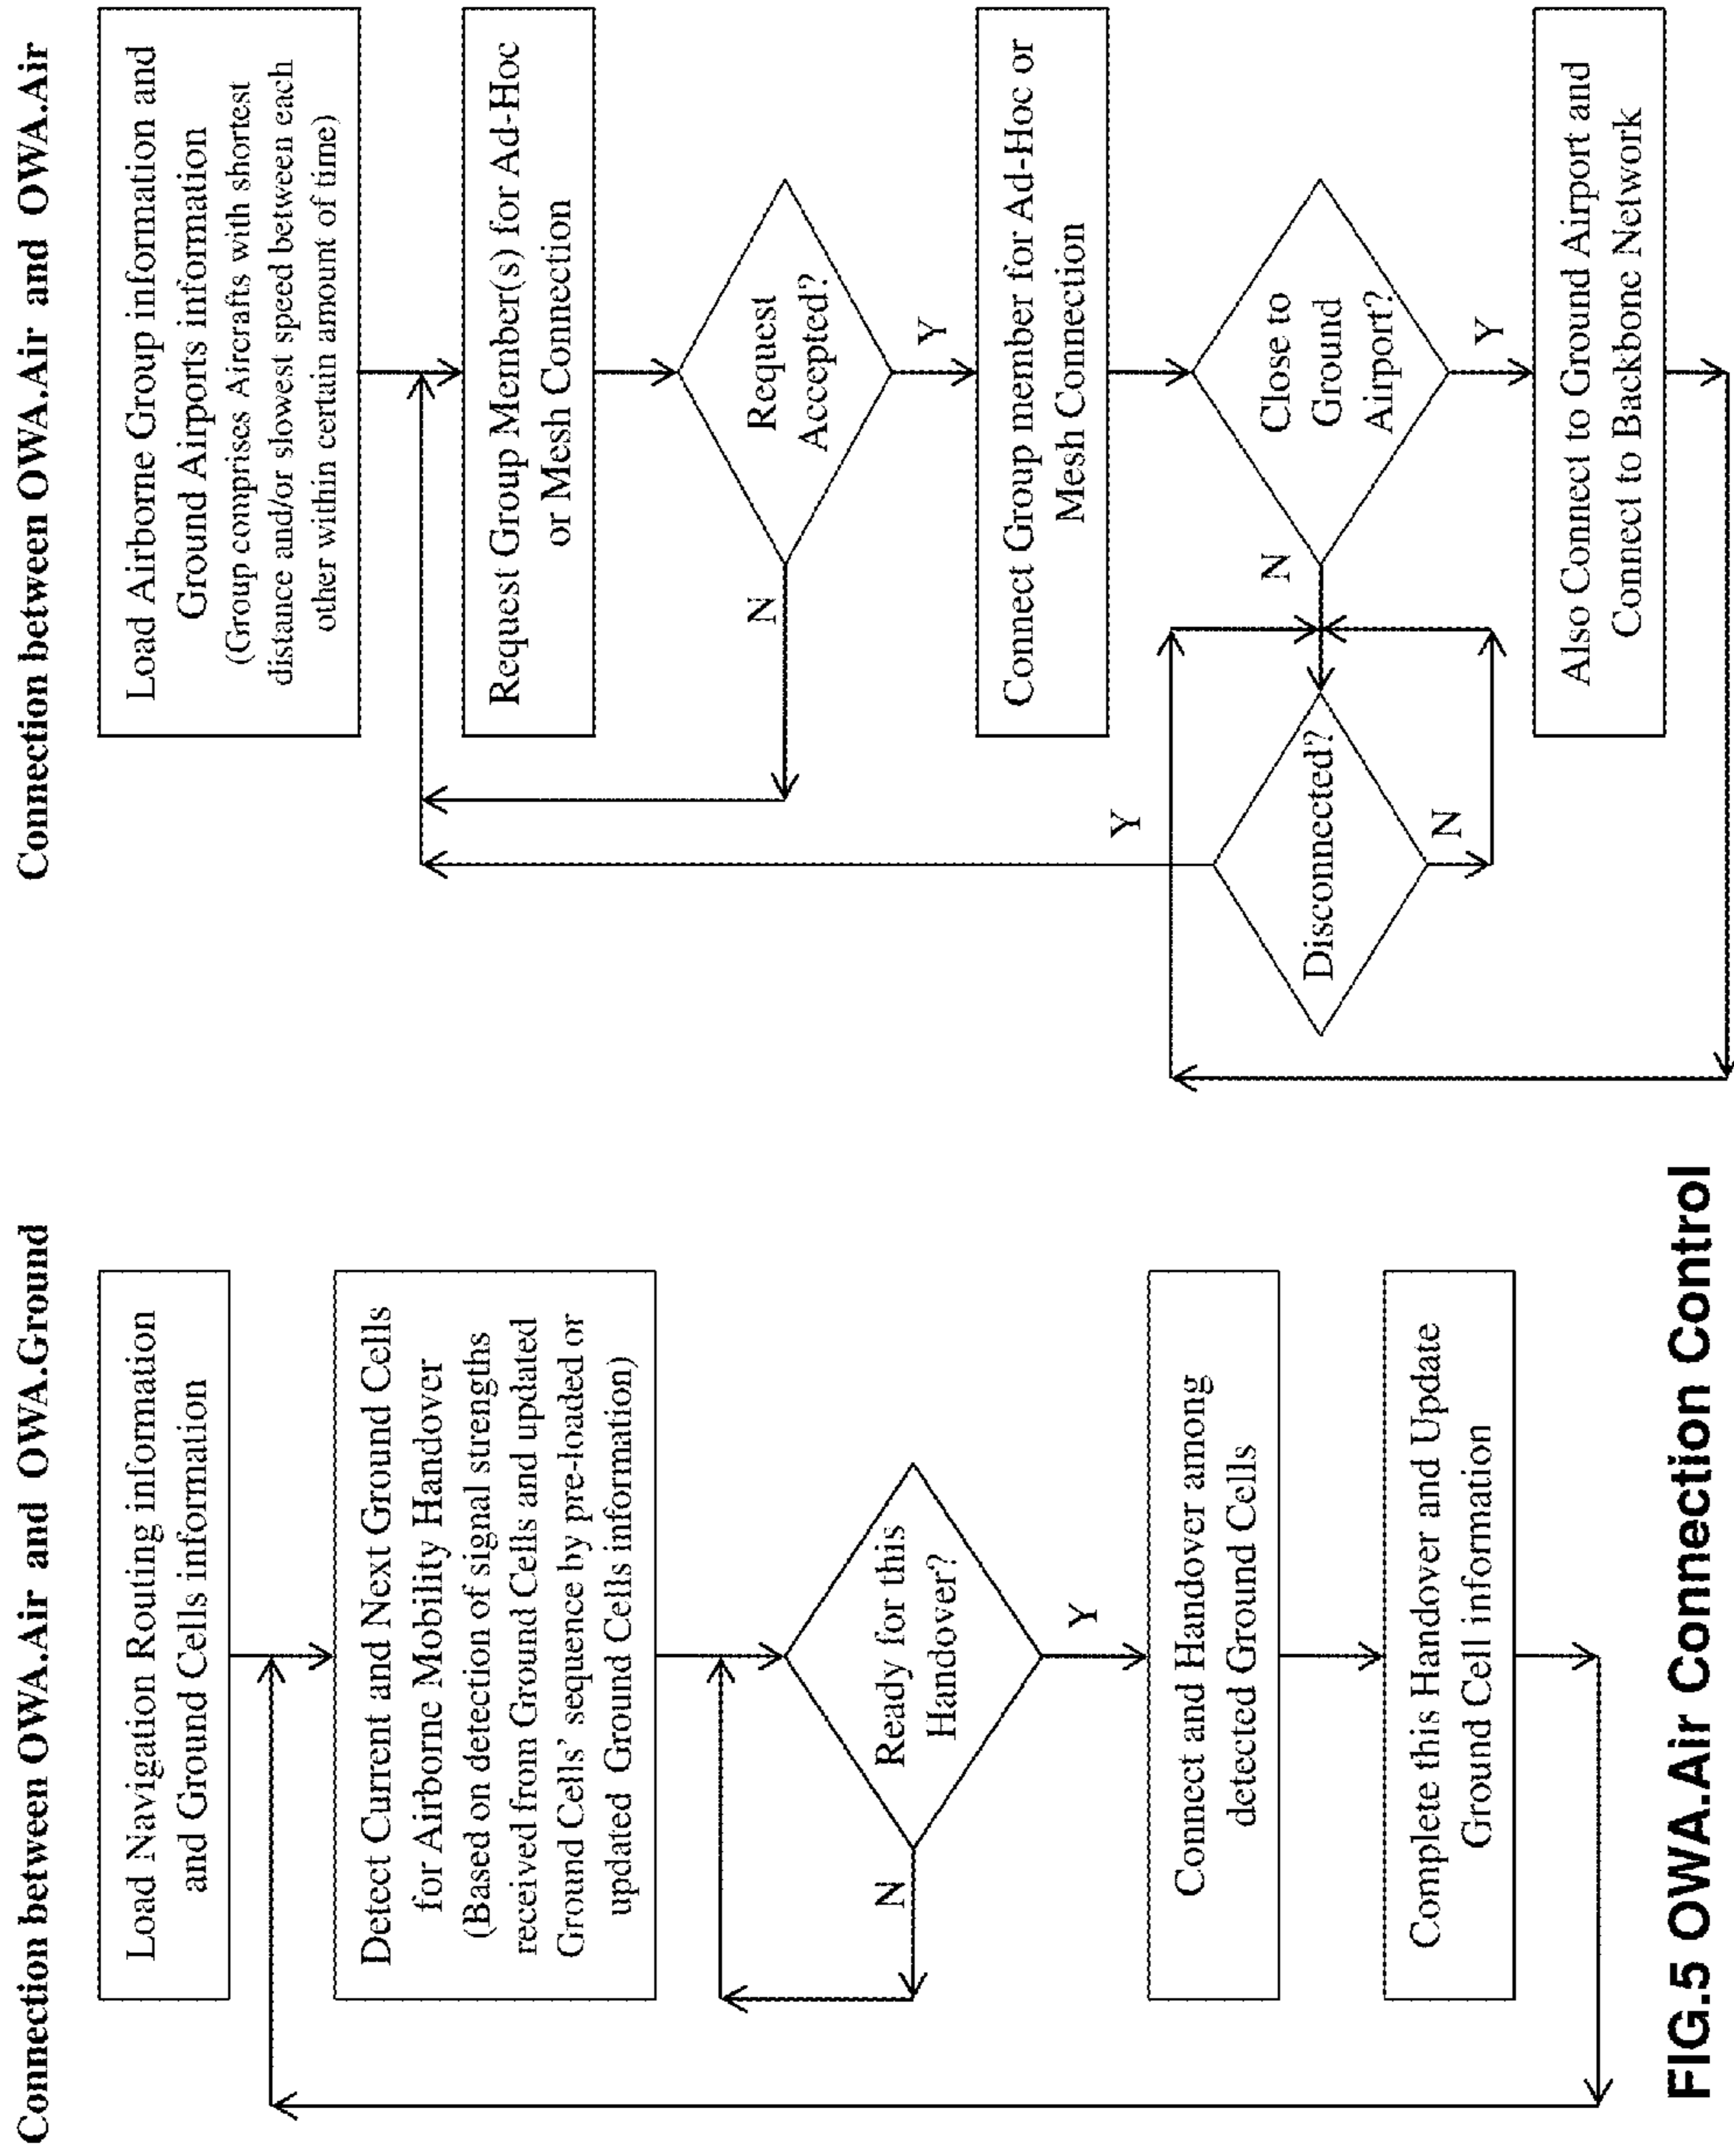 Connection between OWA.Air and OWA.Ground
Load Navigation Routing information
and Ground Cells information
Detect Current and Next Ground Cells
for Airborne Mobility Handover
(Based on detection of signal strengths
received from Ground Cells and updated
Ground Cells' sequence by pre-loaded or
updated Ground Cells information)
Ready for this
Handover?
N
Y
Connect and Handover among
detected Ground Cells
Complete this Handover and Update
Ground Cell information
Connection between OWA.Air and OWA.Air
Load Airborne Group information and
Ground Airports information
(Group comprises Aircrafts with shortest
distance and/or slowest speed between each
other within certain amount of time)
Request Group Member(s) for Ad-Hoc
or Mesh Connection
Request
Accepted?
N
Y
Connect Group member for Ad-Hoc or
Mesh Connection
Close to
Ground
Airport?
N
Y
Disconnected?
Y
N
Also Connect to Ground Airport and
Connect to Backbone Network
FIG.5 OWA.Air Connection Control